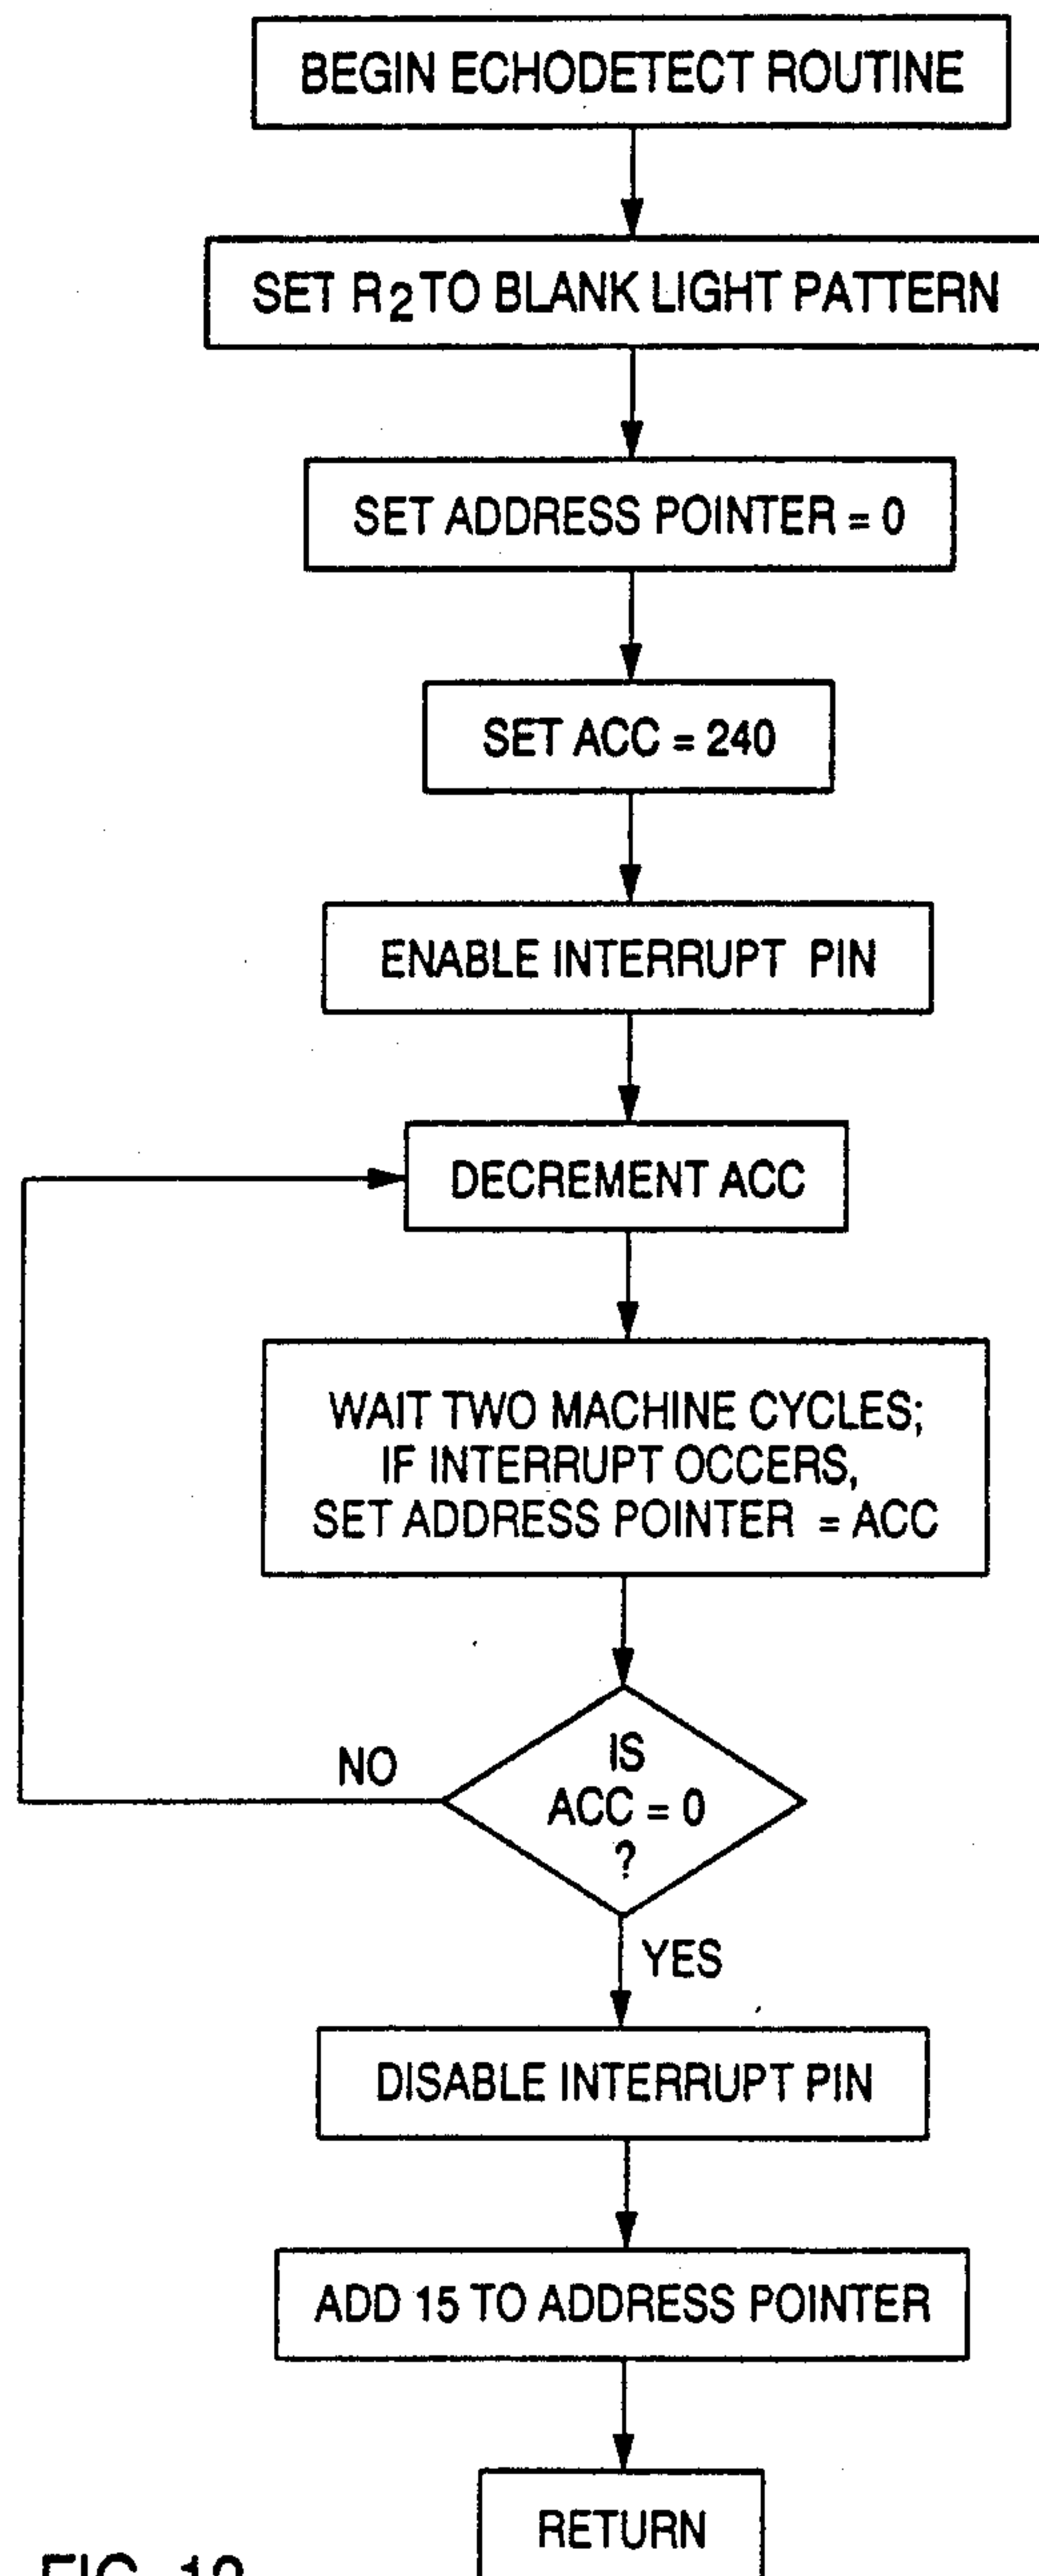 BEGIN ECHODETECT ROUTINE
SET R2 TO BLANK LIGHT PATTERN
SET ADDRESS POINTER = 0
SET ACC = 240
ENABLE INTERRUPT PIN
DECREMENT ACC
WAIT TWO MACHINE CYCLES;
IF INTERRUPT OCCERS,
SET ADDRESS POINTER = ACC
IS
ACC = 0
?
NO
YES
DISABLE INTERRUPT PIN
ADD 15 TO ADDRESS POINTER
RETURN
FIG.